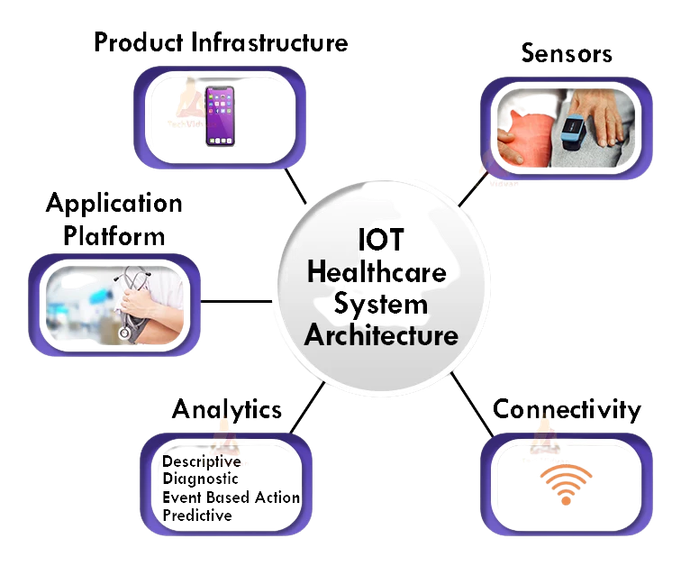 Product Infrastructure
Sensors
Application
Platform
IOT
Healthcare
System
Architecture
Analytics
Descriptive
Diagnostic
Event Based Action
Predictive
Connectivity